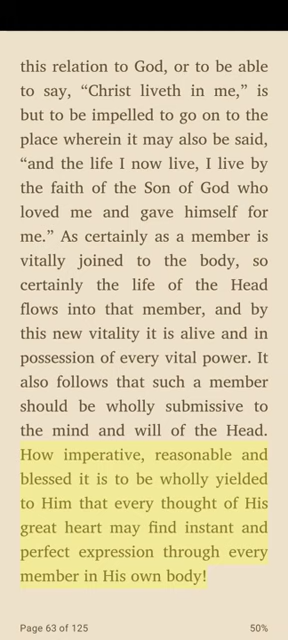 this relation to God, or to be able
to say, “Christ liveth in me,” is
but to be impelled to go on to the
place wherein it may also be said,
“and the life I now live, I live by
the faith of the Son of God who
loved me and gave himself for
me.” As certainly as a member is
vitally joined to the body, so
certainly the life of the Head
flows into that member, and by
this new vitality it is alive and in
possession of every vital power. It
also follows that such a member
should be wholly submissive to
the mind and will of the Head.
How imperative, reasonable and
blessed it is to be wholly yielded
to Him that every thought of His
great heart may find instant and
perfect expression through every
member in His own body!
Page 63 of 125
50%